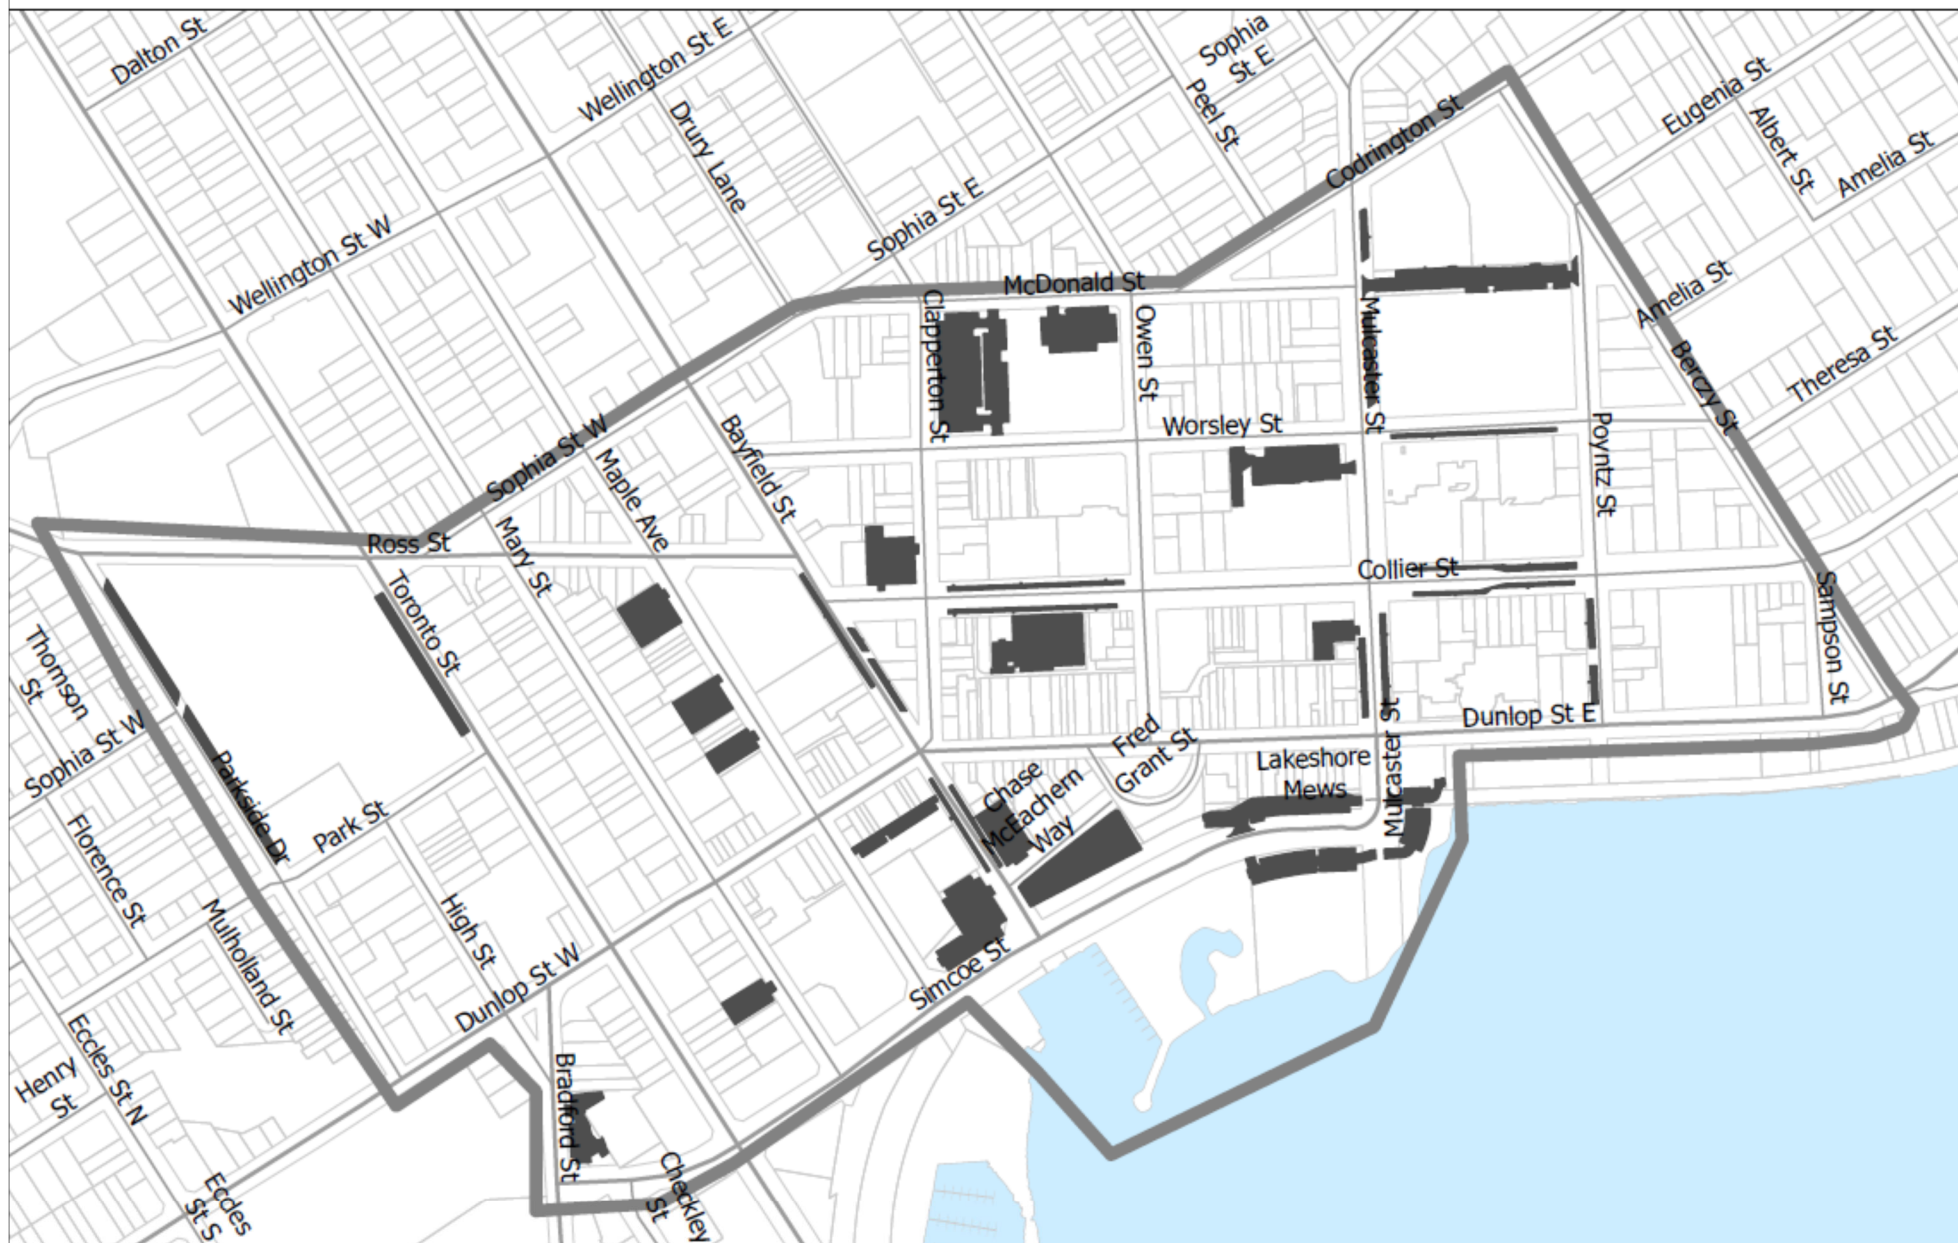 Dalton St
Wellington St E
Sophia
St E
Peel St
Drury Lane
Codrington St
Eugenia St
Albert St
Amelia St
Wellington St W
Sophia St E
McDonald St
Clapperton St
Owen St
Mulcaster St
Amelia St
Berczy St
Theresa St
Sophia St W
Maple Ave
Bayfield St
Worsley St
Poyntz St
Ross St
Mary St
Toronto St
Collier St
Sampson St
Thomson
St
Sophia St W
Parkside Dr
Park St
Florence St
Mulholland St
High St
Dunlop St W
Chase
McEachern
Way
Fred
Grant St
Lakeshore
Mews
Mulcaster St
Dunlop St E
Simcoe St
Eccles St N
Henry
St
Bradford St
Checkley
St
Eccles
St S